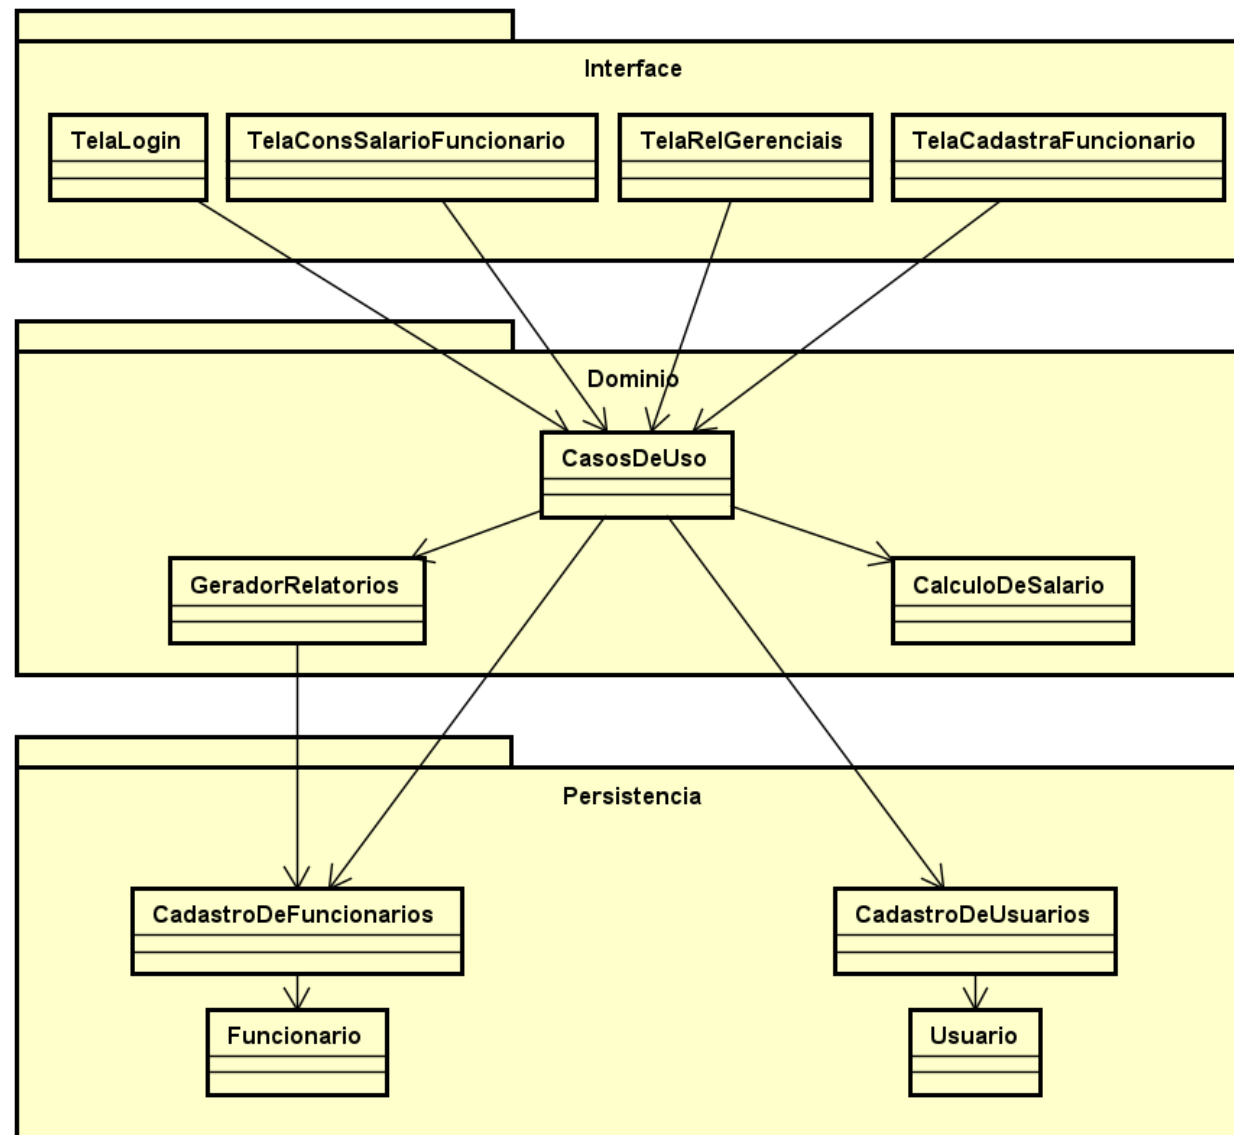 Interface
TelaLogin
TelaConsSalarioFuncionario
TelaRelGerenciais
TelaCadastraFuncionario
Dominio
CasosDeUso
GeradorRelatorios
CalculoDeSalario
Persistencia
CadastroDeFuncionarios
CadastroDeUsuarios
Funcionario
Usuario